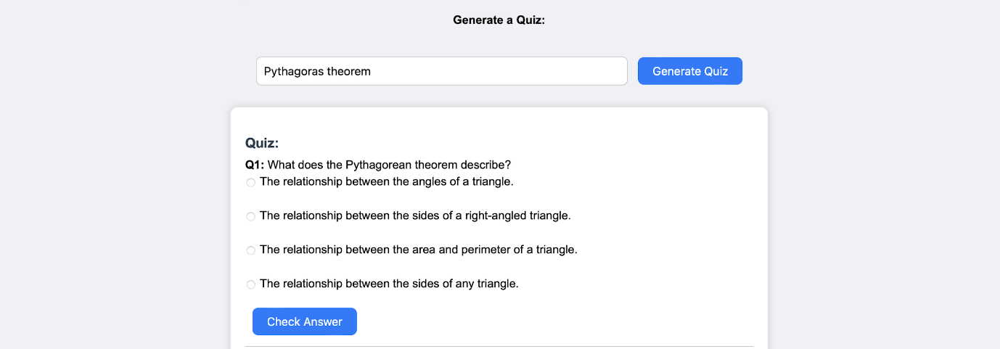 Generate a Quiz:
Pythagoras theorem
Generate Quiz
Quiz:
Q1: What does the Pythagorean theorem describe?
The relationship between the angles of a triangle.
The relationship between the sides of a right-angled triangle.
The relationship between the area and perimeter of a triangle.
The relationship between the sides of any triangle.
Check Answer